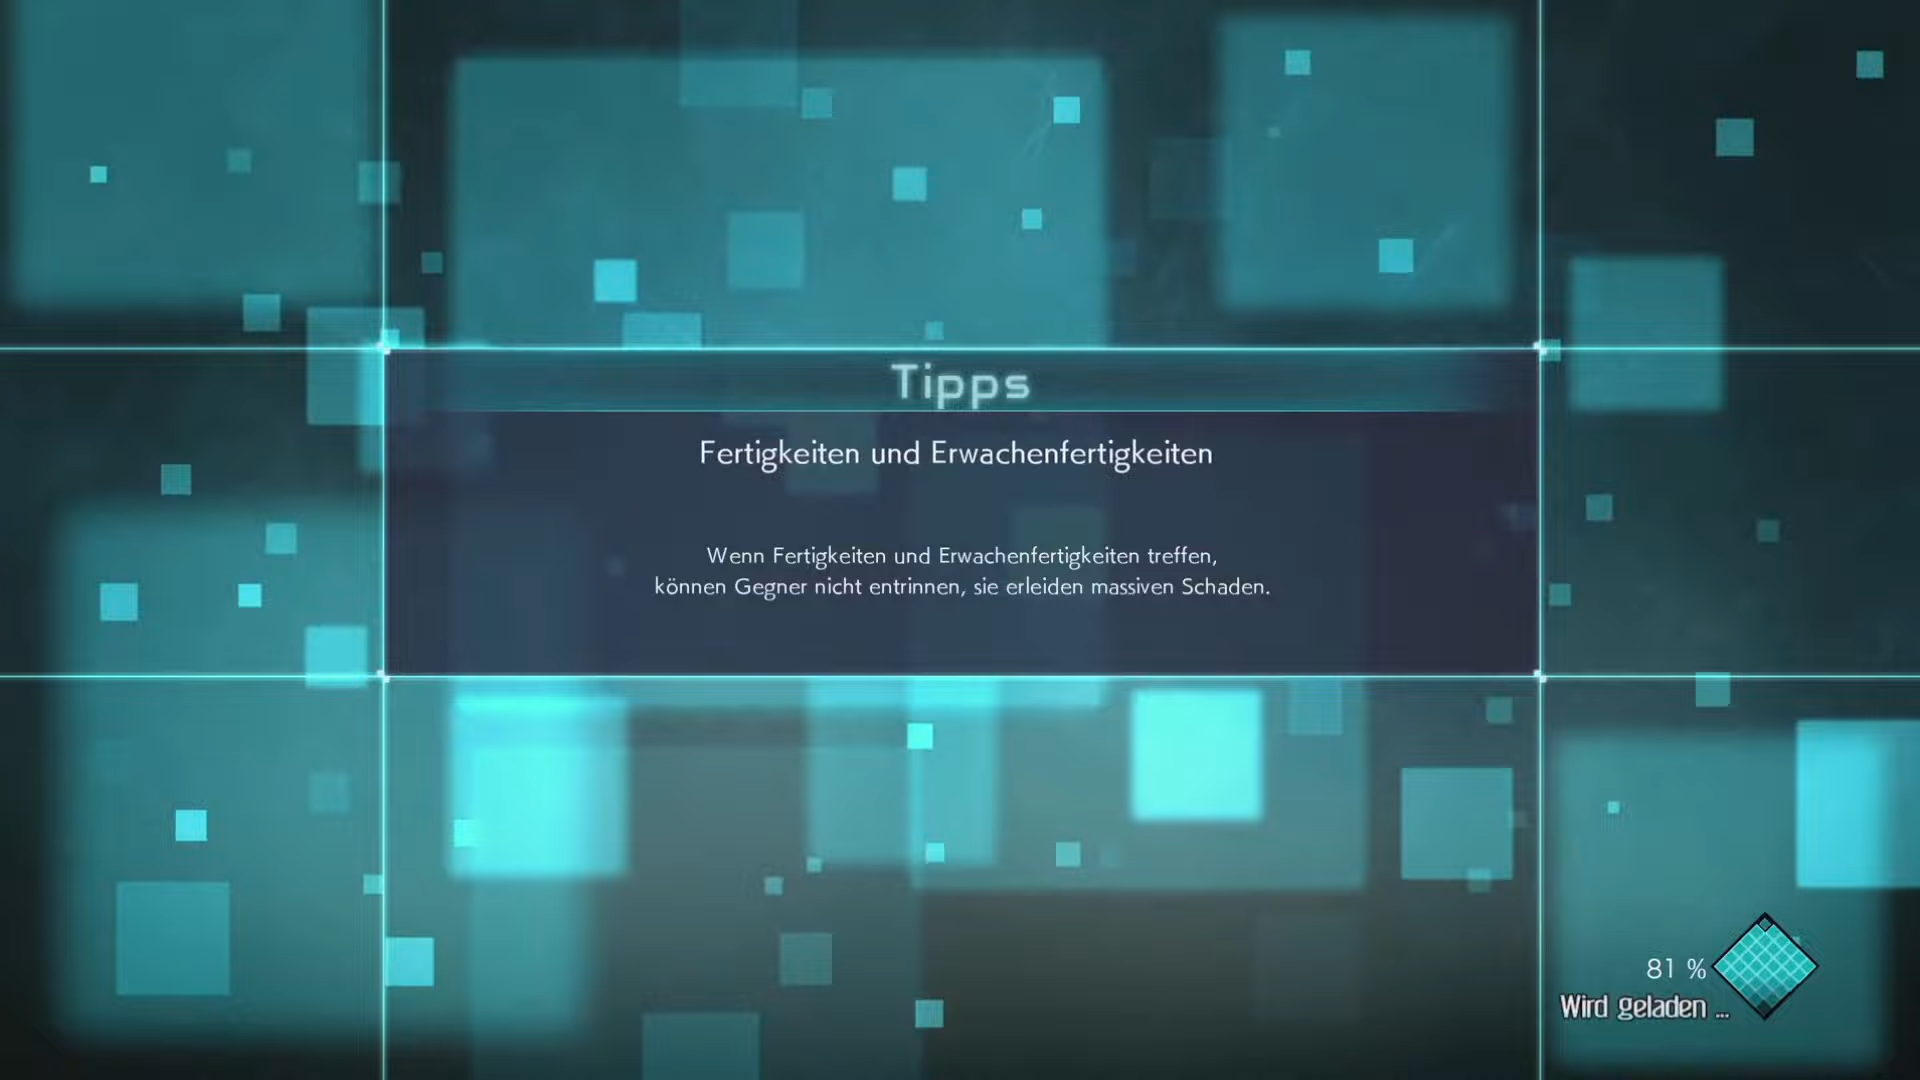 Tipps
Fertigkeiten und Erwachenfertigkeiten
Wenn Fertigkeiten und Erwachenfertigkeiten treffen,
können Gegner nicht entrinnen, sie erleiden massiven Schaden.
81 %
Wird geladen ...